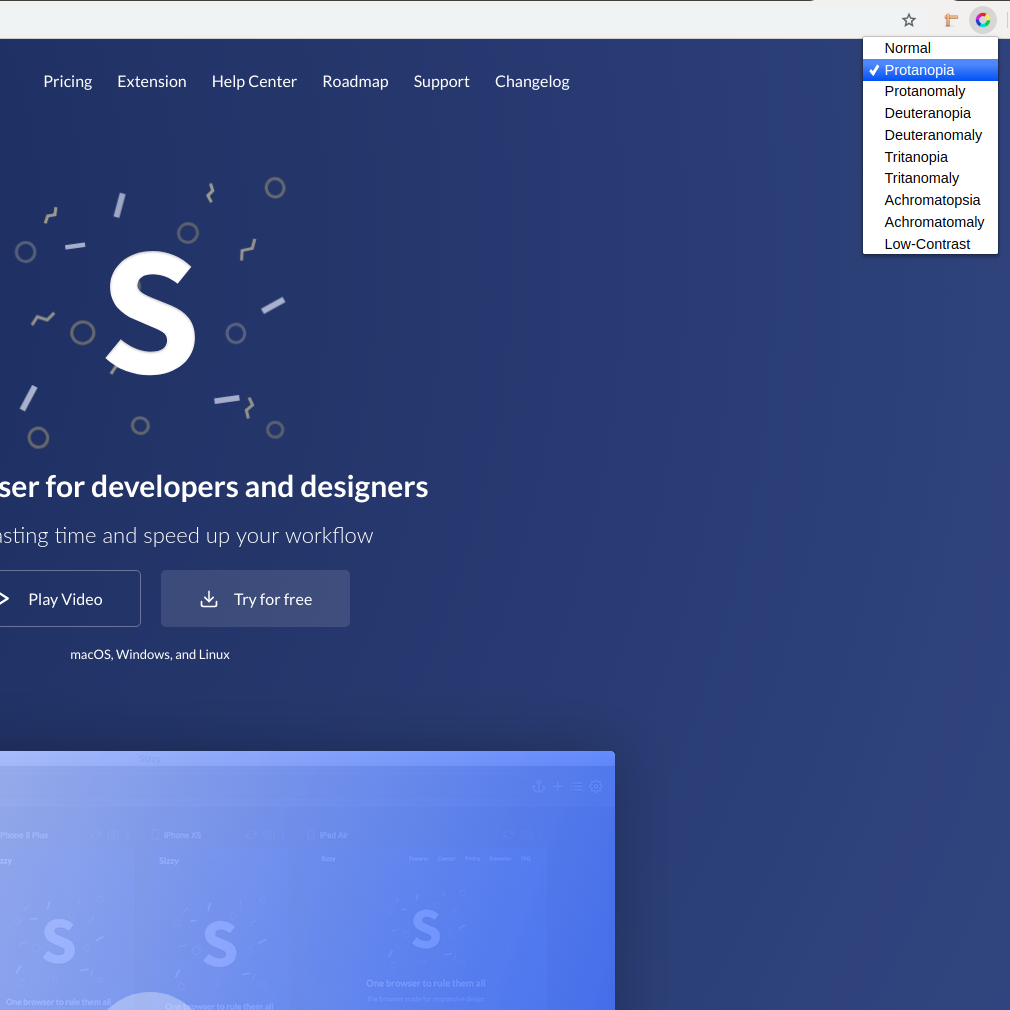 Normal
Protanopia
Protanomaly
Deuteranopia
Deuteranomaly
Tritanopia
Tritanomaly
Achromatopsia
Achromatomaly
Low-Contrast
Pricing Extension Help Center Roadmap Support Changelog
S
ser for developers and designers
asting time and speed up your workflow
Play Video Try for free
macOS, Windows, and Linux
Sizzy
iPhone 8 Plus iPhone XS iPad Air
zzy Sizzy Sizzy
S S S
One browser to rule them all
One browser to rule them all One browser to rule them all